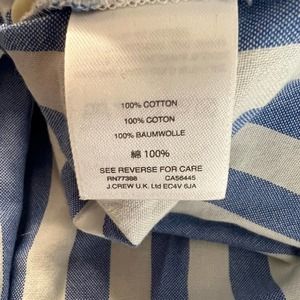 100% COTTON
100% COTON
100% BAUMWOLLE
綿 100%
SEE REVERSE FOR CARE
RN77388 CA56445
J.CREW U.K. Ltd EC4V 6JA